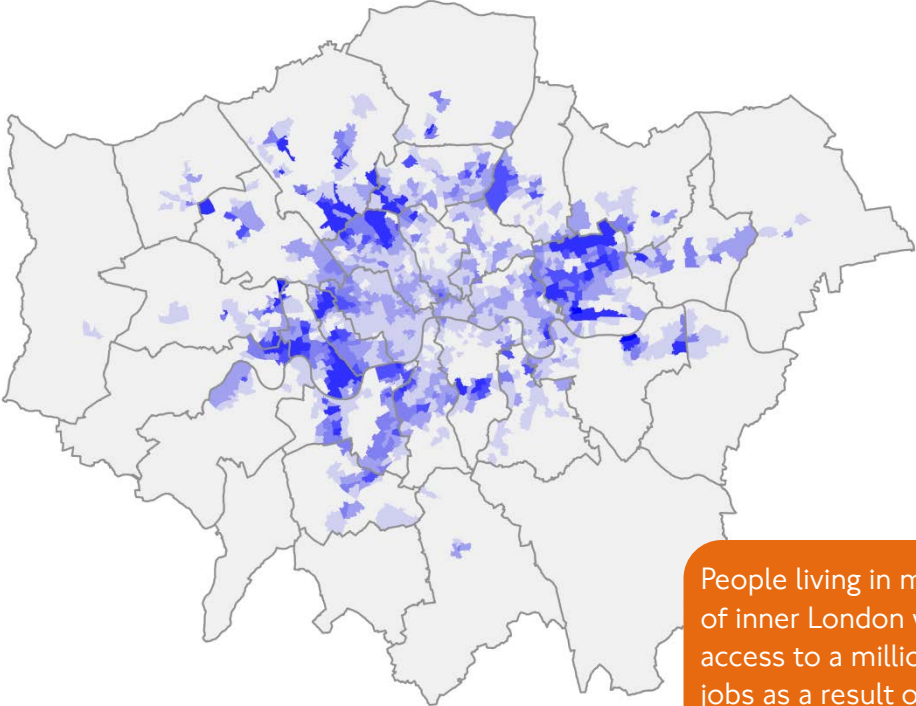 People living in
of inner London
access to a
jobs as a result